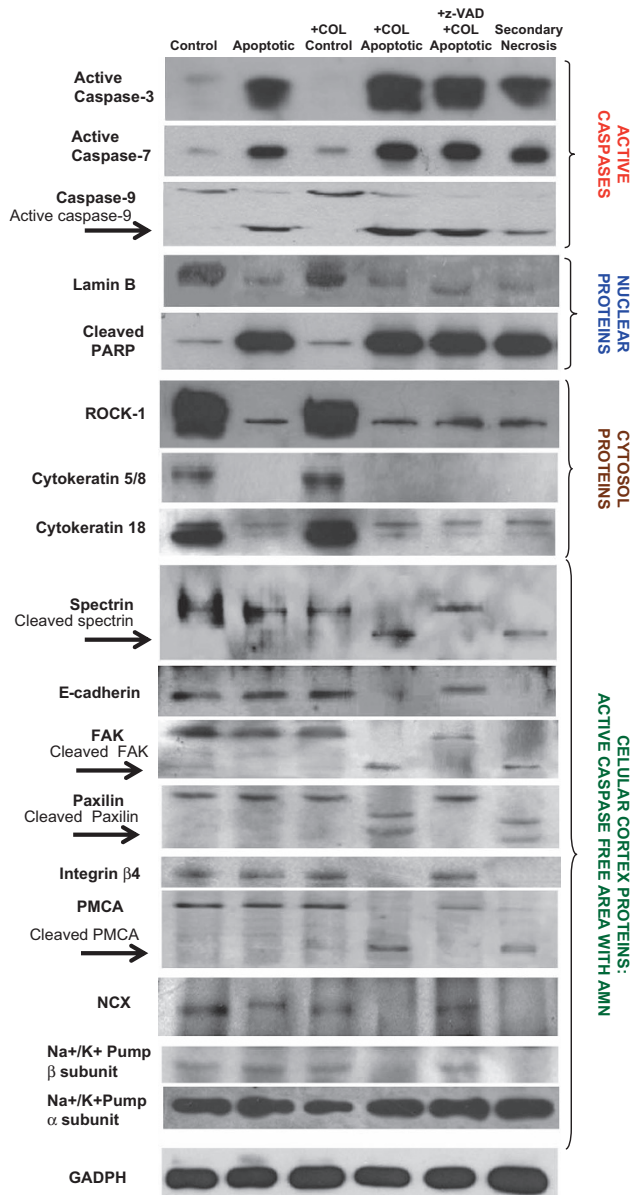 +z-VAD
+COL +COL +COL Secondary
Control Apoptotic Control Apoptotic Apoptotic Necrosis
Active
Caspase-3
Active
Caspase-7
Caspase-9
Active caspase-9
ACTIVE
CASPASES
Lamin B
Cleaved
PARP
NUCLEAR
PROTEINS
ROCK-1
Cytokeratin 5/8
Cytokeratin 18
CYTOSOL
PROTEINS
Spectrin
Cleaved spectrin
E-cadherin
FAK
Cleaved FAK
Paxilin
Cleaved Paxilin
Integrin β4
PMCA
Cleaved PMCA
NCX
Na+/K+ Pump
β subunit
Na+/K+Pump
α subunit
CELULAR CORTEX PROTEINS:
ACTIVE CASPASE FREE AREA WITH AMN
GADPH